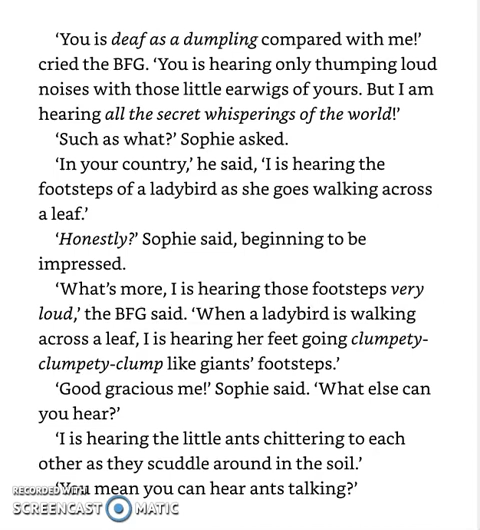 ‘You is deaf as a dumpling compared with me!’
cried the BFG. ‘You is hearing only thumping loud
noises with those little earwigs of yours. But I am
hearing all the secret whisperings of the world!’
‘Such as what?’ Sophie asked.
‘In your country,’ he said, ‘I is hearing the
footsteps of a ladybird as she goes walking across
a leaf.’
‘Honestly?’ Sophie said, beginning to be
impressed.
‘What’s more, I is hearing those footsteps very
loud,’ the BFG said. ‘When a ladybird is walking
across a leaf, I is hearing her feet going clumpety-
clumpety-clump like giants’ footsteps.’
‘Good gracious me!’ Sophie said. ‘What else can
you hear?’
‘I is hearing the little ants chittering to each
other as they scuddle around in the soil.’
‘You mean you can hear ants talking?’
RECORDED WITH
SCREENCAST MATIC